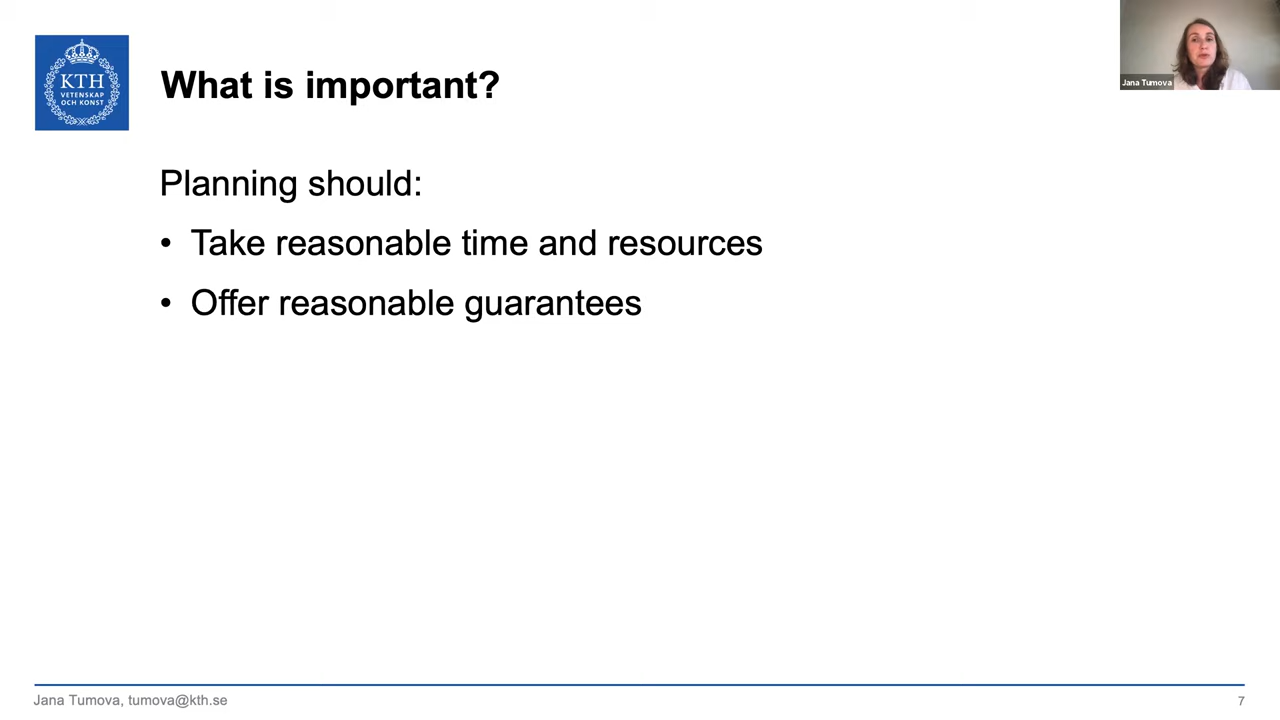 KTH
VETENSKAP
OCH KONST
What is important?
Jana Tumova
Planning should:
• Take reasonable time and resources
• Offer reasonable guarantees
Jana Tumova, tumova@kth.se
7